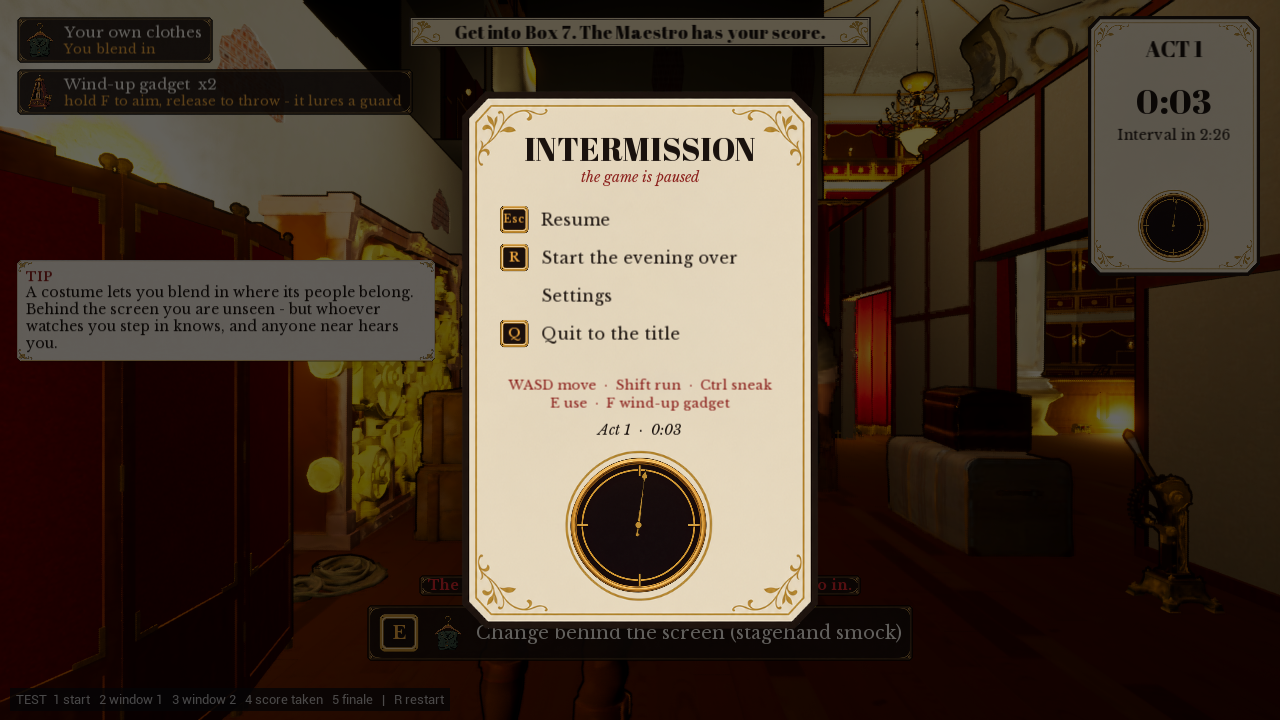 Your own clothes
You blend in
Wind-up gadget x2
hold F to aim, release to throw - it lures a guard
Get into Box 7. The Maestro has your score.
ACT 1
0:03
Interval in 2:26
TIP
A costume lets you blend in where its people belong.
Behind the screen you are unseen - but whoever
watches you step in knows, and anyone near hears
you.
INTERMISSION
the game is paused
Esc Resume
R Start the evening over
Settings
Q Quit to the title
WASD move · Shift run · Ctrl sneak
E use · F wind-up gadget
Act 1 · 0:03
The
in.
E Change behind the screen (stagehand smock)
TEST 1 start 2 window 1 3 window 2 4 score taken 5 finale | R restart